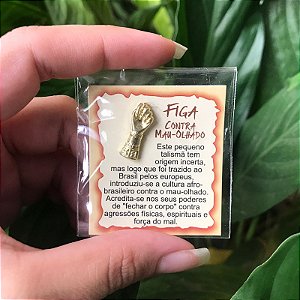 FIGA
CONTRA
MAU-OLHADO
Este pequeno
talismã tem
origem incerta,
mas logo que foi trazido ao
Brasil pelos europeus,
introduziu-se a cultura afro-
brasileiro contra o mau-olhado.
Acredita-se nos seus poderes
de "fechar o corpo" contra
agressões físicas, espirituais e
força do mal.